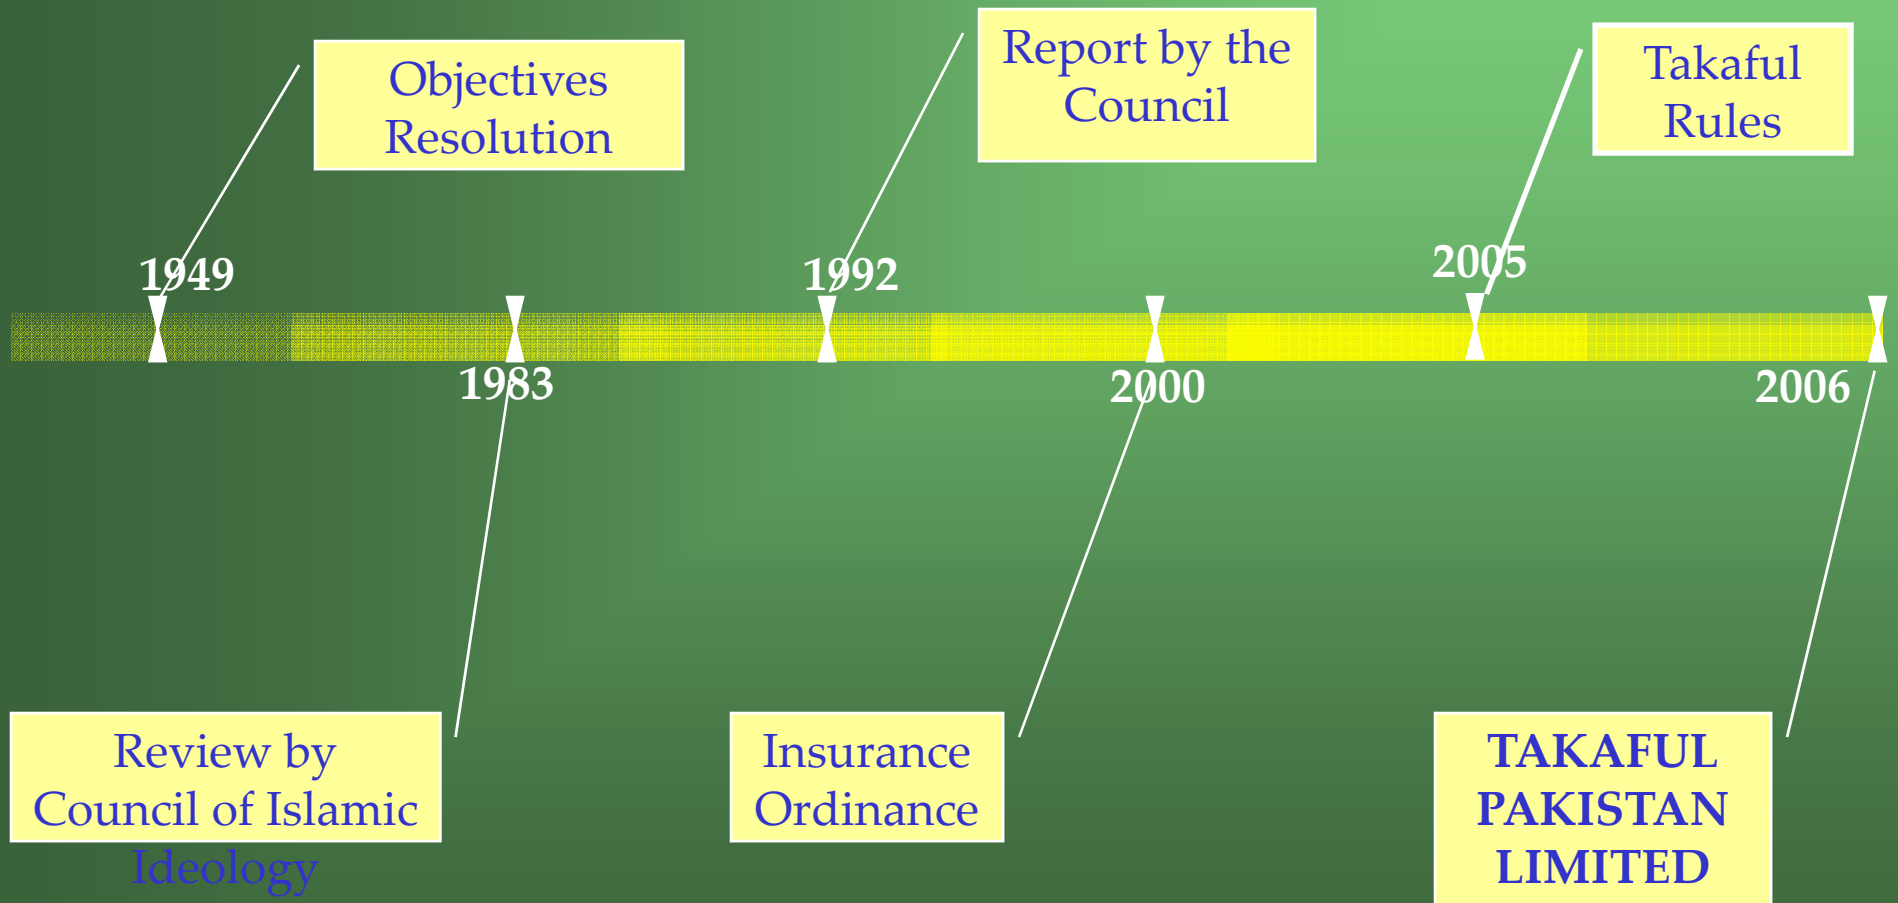 Objectives
Resolution
Report by the
Council
Takaful
Rules
1949
1992
2005
1983
2000
2006
Review by
Council of Islamic
Ideology
Insurance
Ordinance
TAKAFUL
PAKISTAN
LIMITED